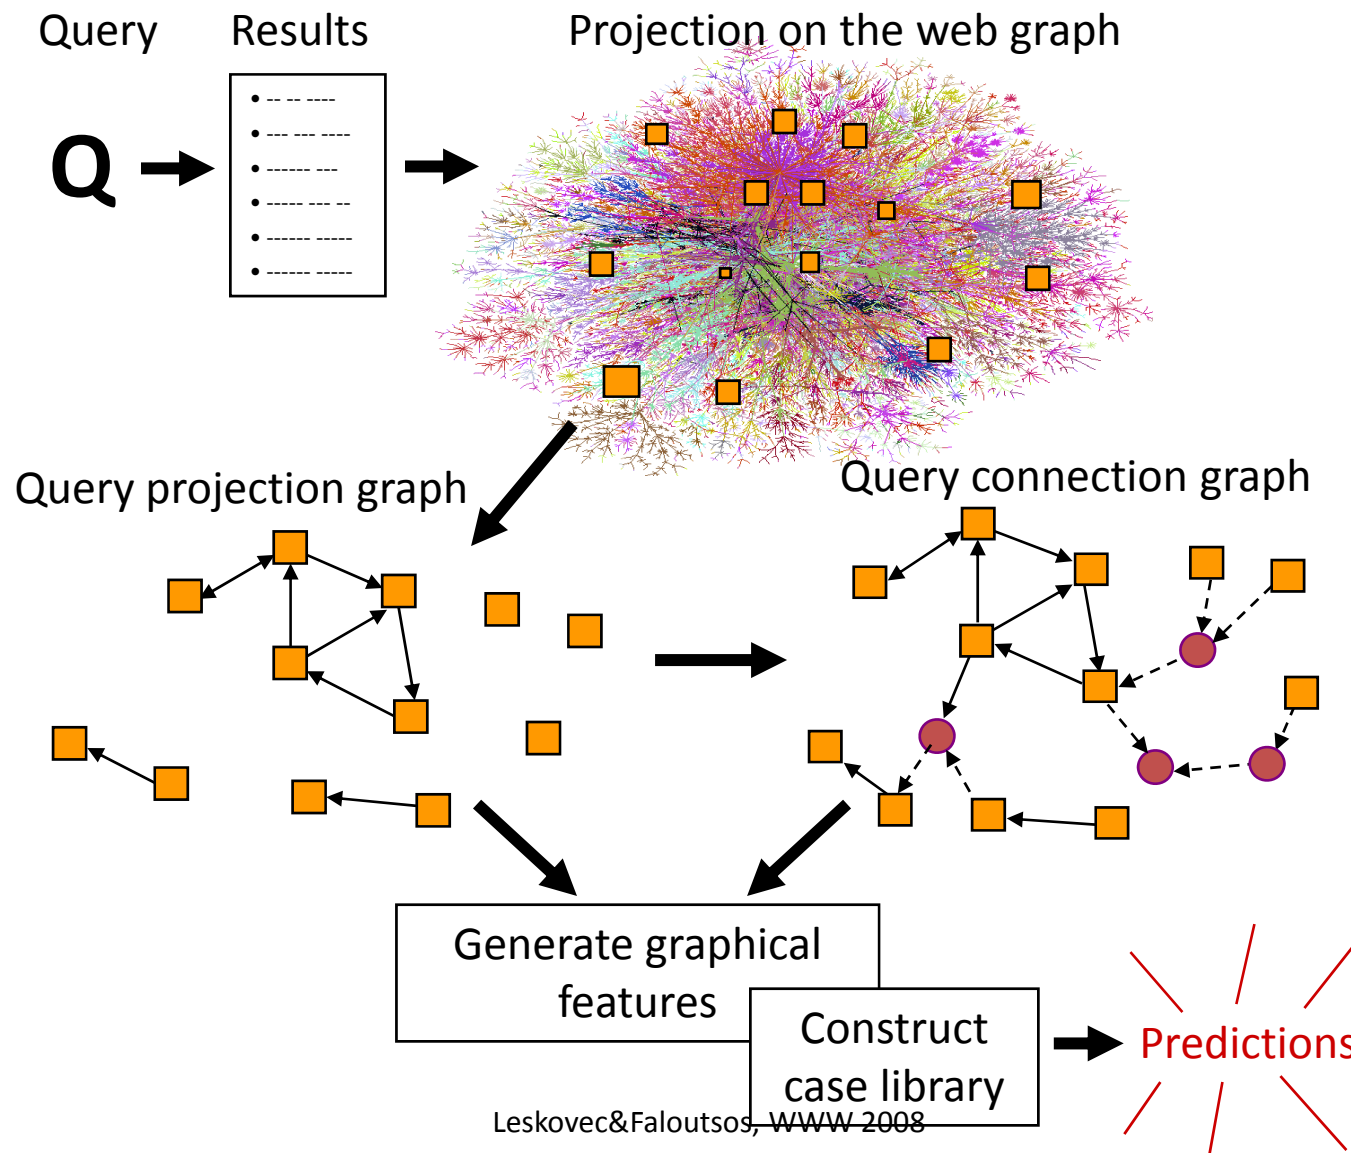 Query
Results
Projection on the web graph
Q
Query projection graph
Query connection graph
Generate graphical
features
Construct
case library
Predictions
Leskovec&Faloutsos, WWW 2008